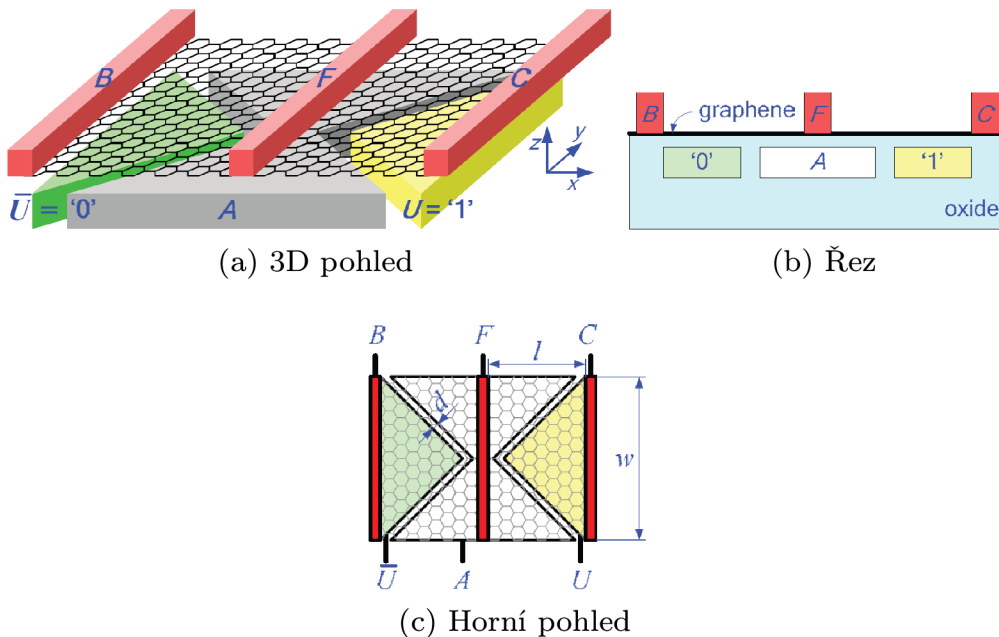 B F C
z y x
U̅ = '0' A U = '1'
(a) 3D pohled
B graphene F C
'0' A '1'
oxide
(b) Řez
B F C
l
d
w
U̅ A U
(c) Horní pohled